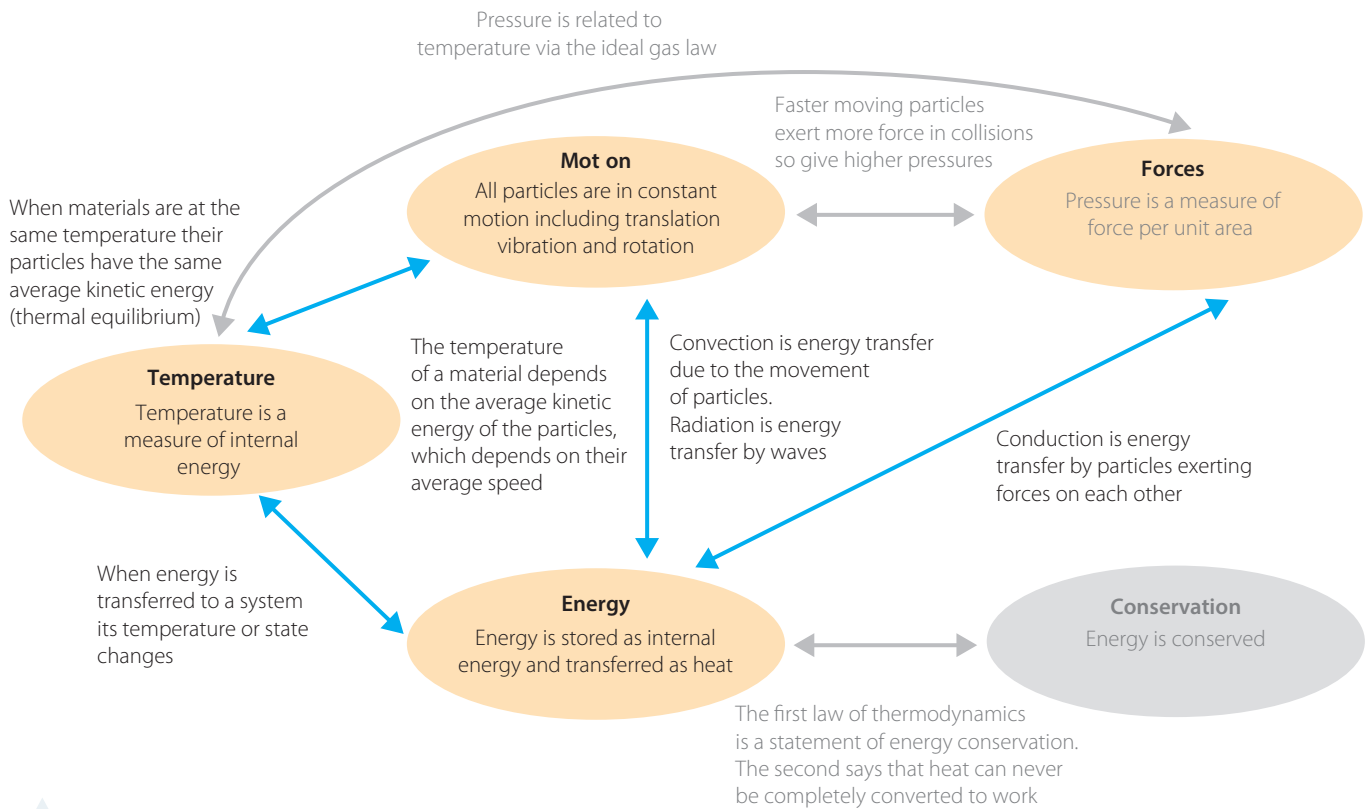 Pressure is related to
temperature via the ideal gas law
Faster moving particles
exert more force in collisions
so give higher pressures
Mot on
All particles are in constant
motion including translation
vibration and rotation
Forces
Pressure is a measure of
force per unit area
When materials are at the
same temperature their
particles have the same
average kinetic energy
(thermal equilibrium)
Temperature
Temperature is a
measure of internal
energy
The temperature
of a material depends
on the average kinetic
energy of the particles,
which depends on their
average speed
Convection is energy transfer
due to the movement
of particles.
Radiation is energy
transfer by waves
Conduction is energy
transfer by particles exerting
forces on each other
When energy is
transferred to a system
its temperature or state
changes
Energy
Energy is stored as internal
energy and transferred as heat
Conservation
Energy is conserved
The first law of thermodynamics
is a statement of energy conservation.
The second says that heat can never
be completely converted to work